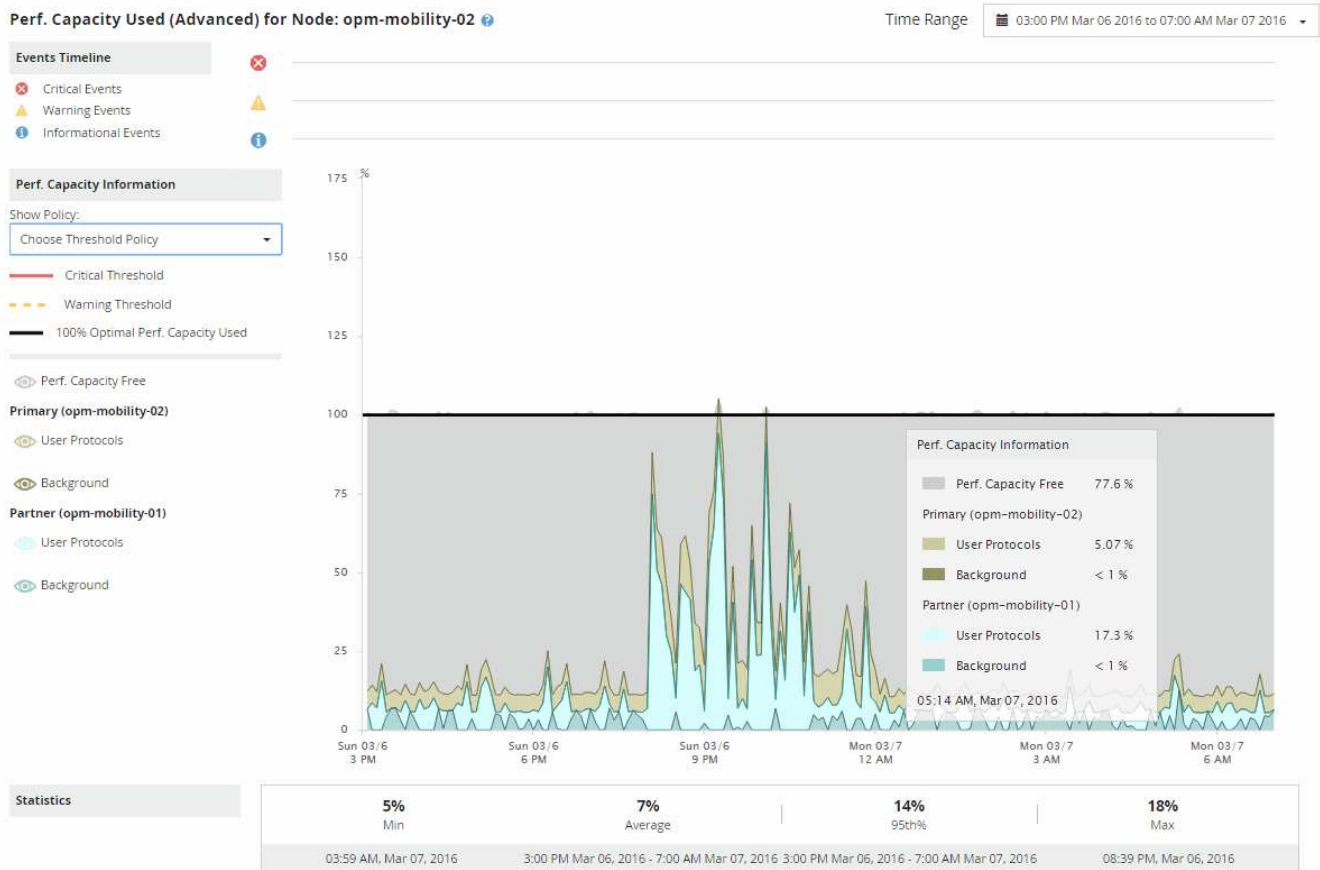 Perf. Capacity Used (Advanced) for Node: opm-mobility-02 ?
Time Range 03:00 PM Mar 06 2016 to 07:00 AM Mar 07 2016
Events Timeline
Critical Events
Warning Events
Informational Events
Perf. Capacity Information
Show Policy:
Choose Threshold Policy
Critical Threshold
Warning Threshold
100% Optimal Perf. Capacity Used
Perf. Capacity Free
Primary (opm-mobility-02)
User Protocols
Background
Partner (opm-mobility-01)
User Protocols
Background
175 %
150
125
100
75
50
25
0
Sun 03/6 Sun 03/6 Sun 03/6 Mon 03/7 Mon 03/7 Mon 03/7
3 PM 6 PM 9 PM 12 AM 3 AM 6 AM
Perf. Capacity Information
Perf. Capacity Free 77.6 %
Primary (opm-mobility-02)
User Protocols 5.07 %
Background < 1 %
Partner (opm-mobility-01)
User Protocols 17.3 %
Background < 1 %
05:14 AM, Mar 07, 2016
Statistics
5% 7% 14% 18%
Min Average 95th% Max
03:59 AM, Mar 07, 2016 3:00 PM Mar 06, 2016 - 7:00 AM Mar 07, 2016 3:00 PM Mar 06, 2016 - 7:00 AM Mar 07, 2016 08:39 PM, Mar 06, 2016